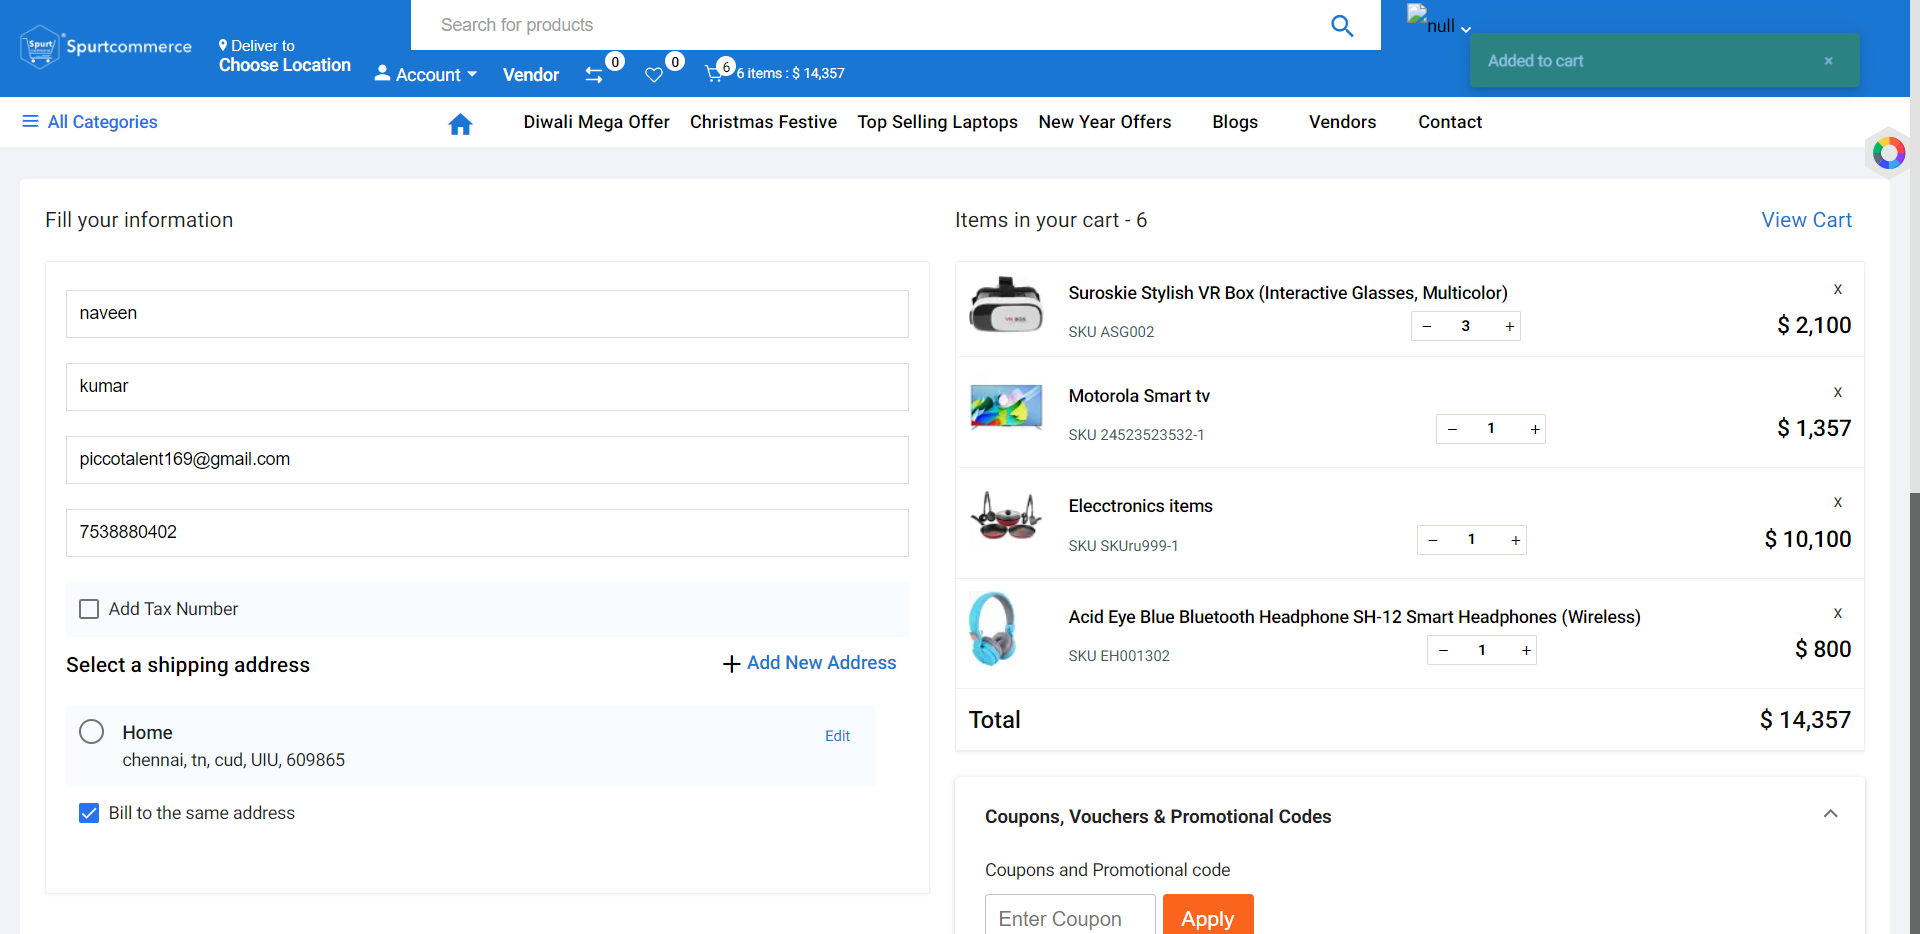 Search for products
null
Spurt
Spurtcommerce
Deliver to
Choose Location
Account
Vendor
0
0
6
6 items : $ 14,357
Added to cart
×
All Categories
Diwali Mega Offer
Christmas Festive
Top Selling Laptops
New Year Offers
Blogs
Vendors
Contact
Fill your information
naveen
kumar
piccotalent169@gmail.com
7538880402
Add Tax Number
Select a shipping address
+ Add New Address
Home
Edit
chennai, tn, cud, UIU, 609865
Bill to the same address
Items in your cart - 6
View Cart
Suroskie Stylish VR Box (Interactive Glasses, Multicolor)
x
SKU ASG002
− 3 +
$ 2,100
Motorola Smart tv
x
SKU 24523523532-1
− 1 +
$ 1,357
Elecctronics items
x
SKU SKUru999-1
− 1 +
$ 10,100
Acid Eye Blue Bluetooth Headphone SH-12 Smart Headphones (Wireless)
x
SKU EH001302
− 1 +
$ 800
Total
$ 14,357
Coupons, Vouchers & Promotional Codes
Coupons and Promotional code
Enter Coupon
Apply